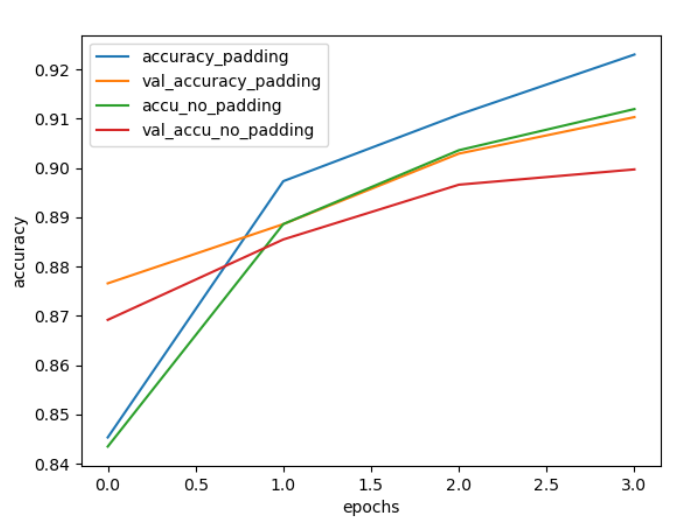 accuracy_padding
val_accuracy_padding
accu_no_padding
val_accu_no_padding
0.92
0.91
0.90
0.89
0.88
0.87
0.86
0.85
0.84
accuracy
0.0 0.5 1.0 1.5 2.0 2.5 3.0
epochs